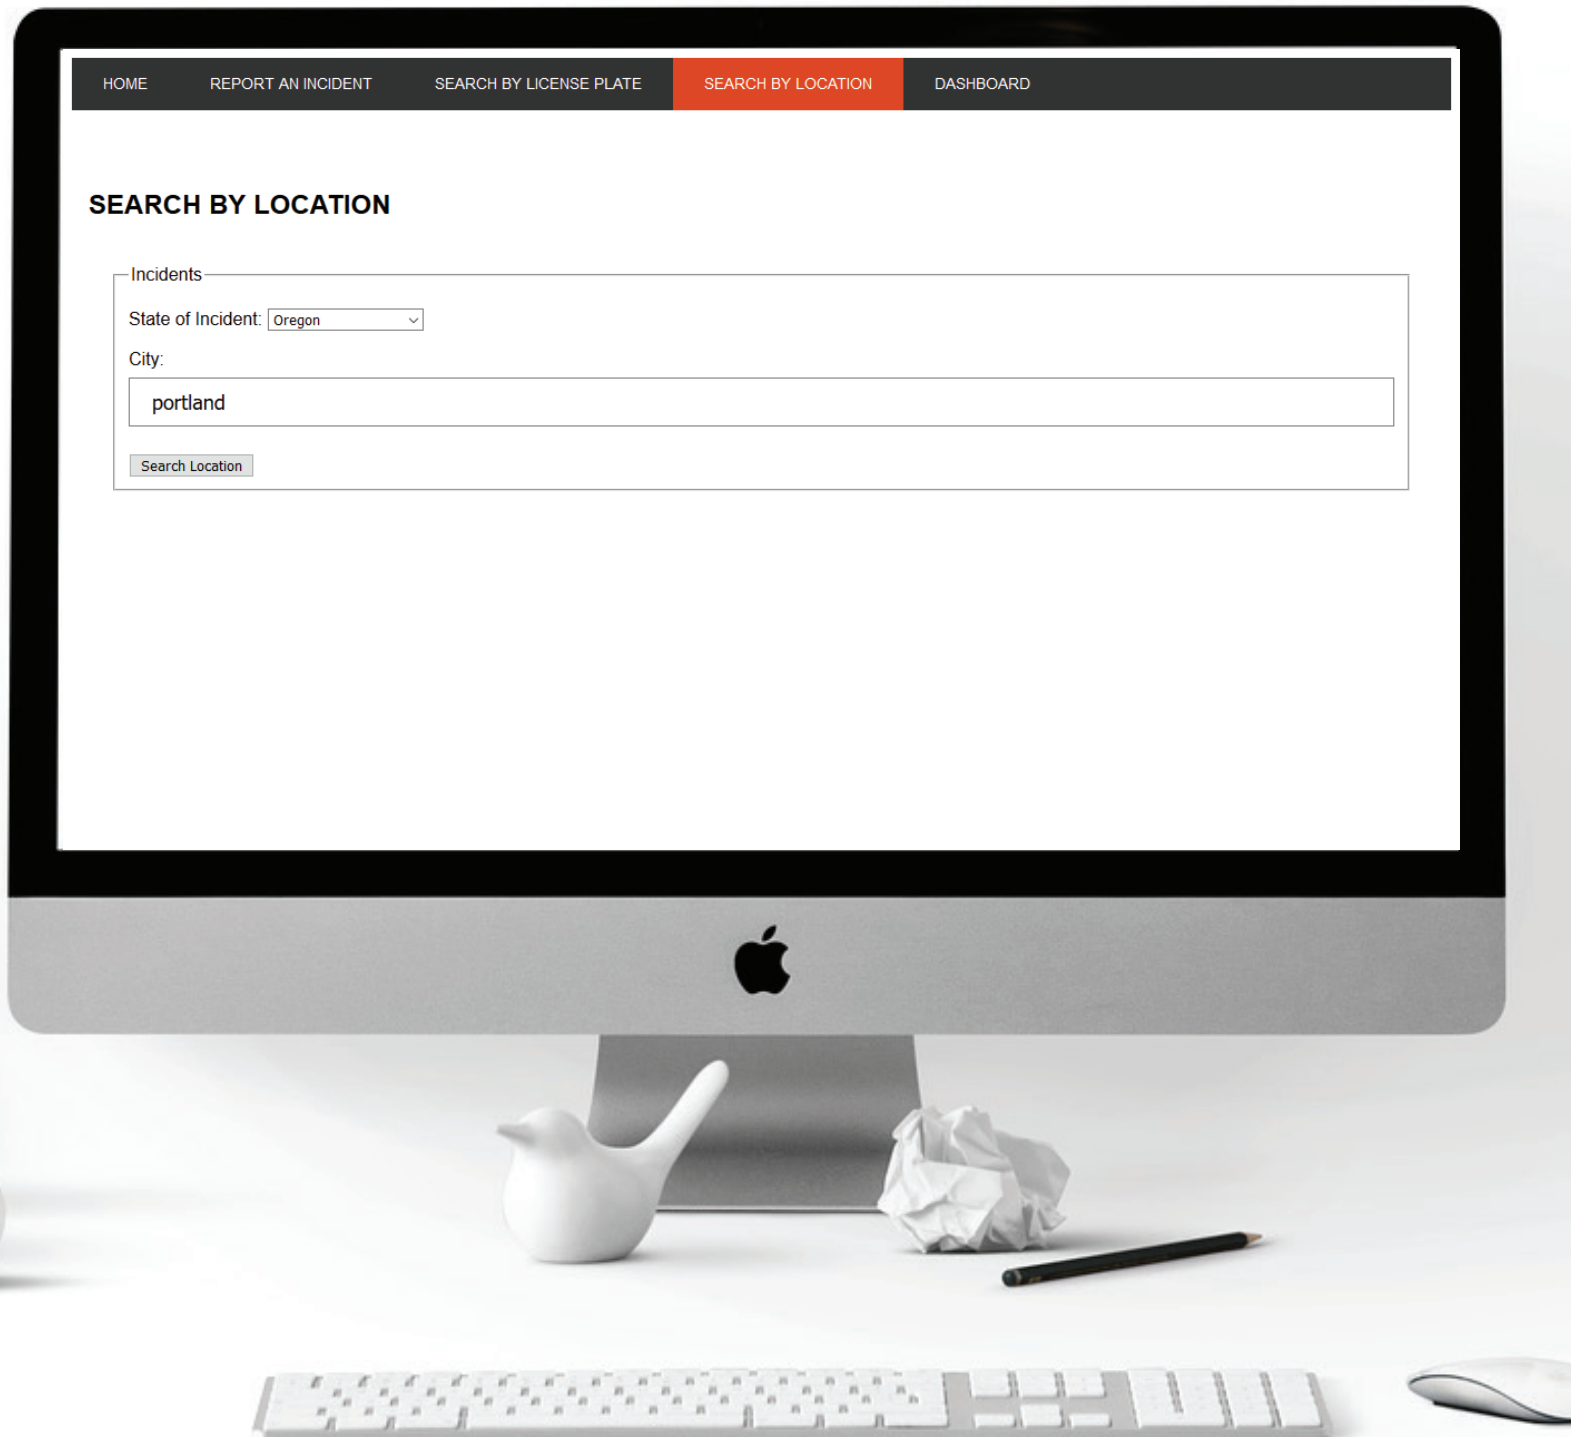 HOME REPORT AN INCIDENT SEARCH BY LICENSE PLATE SEARCH BY LOCATION DASHBOARD
SEARCH BY LOCATION
Incidents
State of Incident: Oregon
City:
portland
Search Location